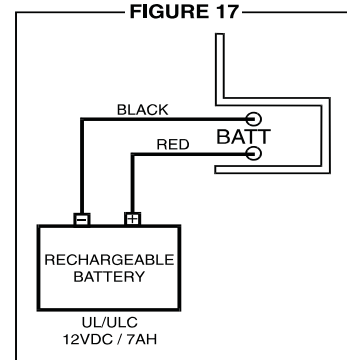 FIGURE 17
BLACK
BATT
RED
− +
RECHARGEABLE
BATTERY
UL/ULC
12VDC / 7AH